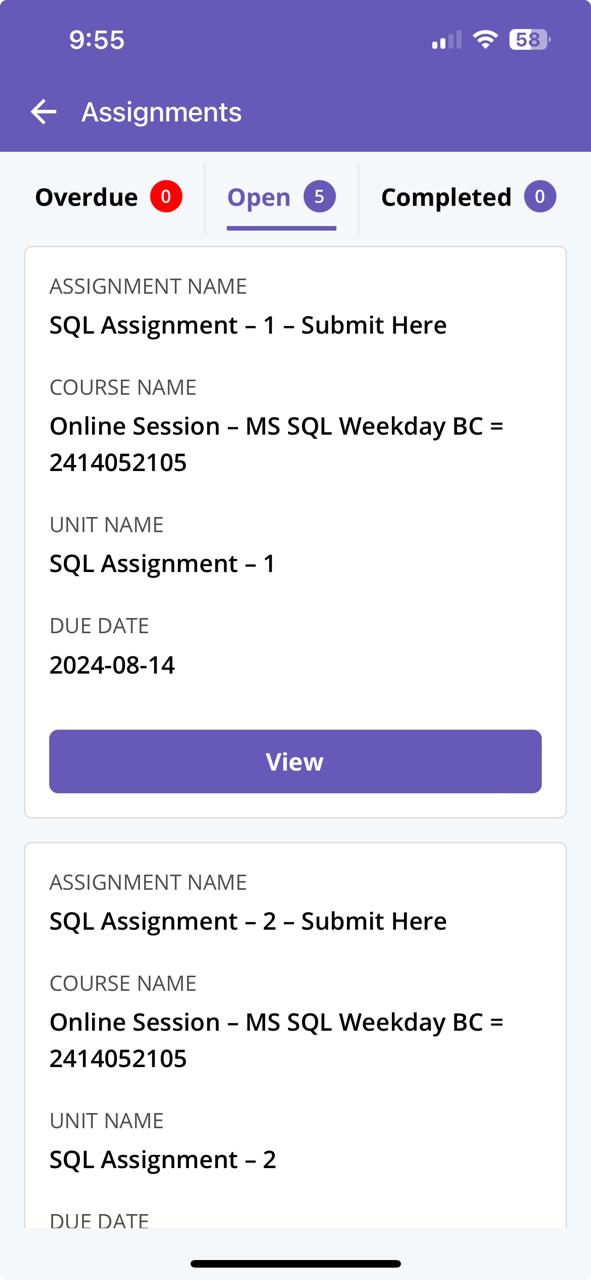 9:55
58
Assignments
Overdue 0
Open 5
Completed 0
ASSIGNMENT NAME
SQL Assignment – 1 – Submit Here
COURSE NAME
Online Session – MS SQL Weekday BC =
2414052105
UNIT NAME
SQL Assignment – 1
DUE DATE
2024-08-14
View
ASSIGNMENT NAME
SQL Assignment – 2 – Submit Here
COURSE NAME
Online Session – MS SQL Weekday BC =
2414052105
UNIT NAME
SQL Assignment – 2
DUE DATE